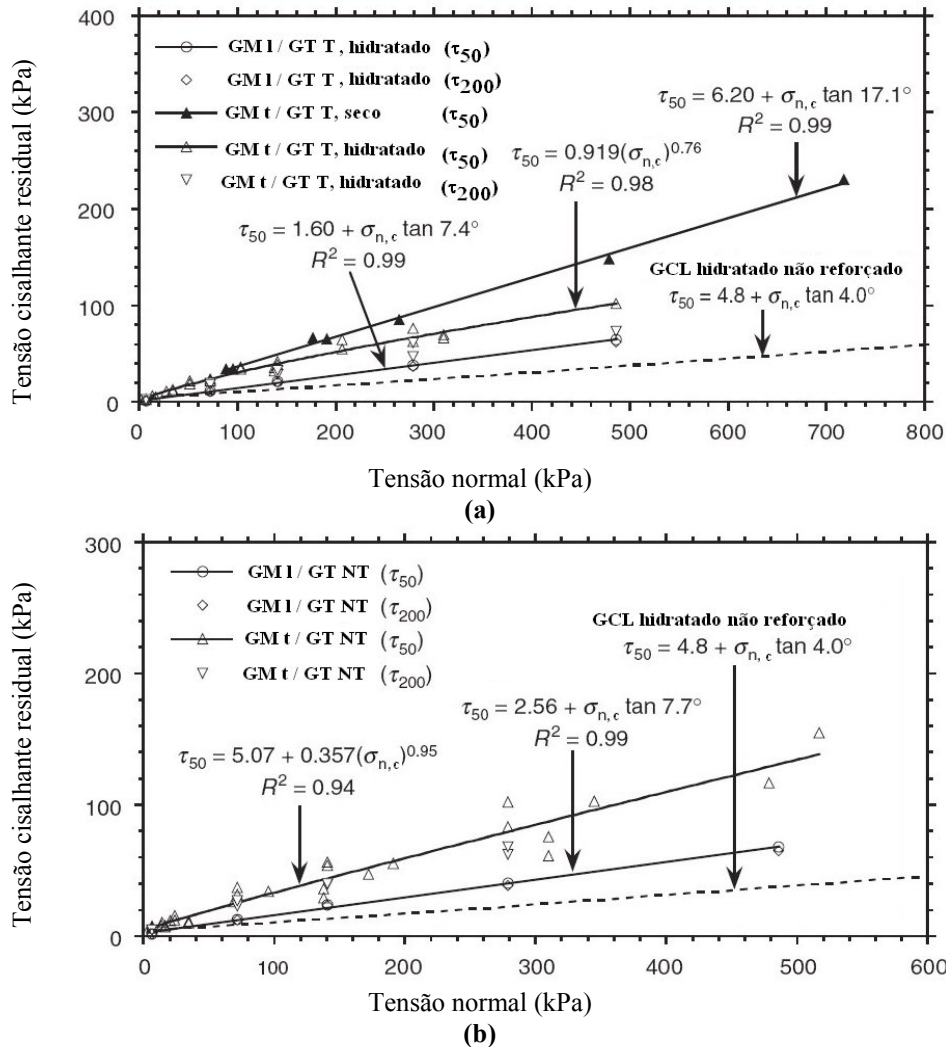 400
300
200
100
0
Tensão cisalhante residual (kPa)
GM l / GT T, hidratado (τ50)
GM l / GT T, hidratado (τ200)
GM t / GT T, seco (τ50)
GM t / GT T, hidratado (τ50)
GM t / GT T, hidratado (τ200)
τ50 = 6.20 + σn,c tan 17.1°
R² = 0.99
τ50 = 0.919(σn,c)^0.76
R² = 0.98
τ50 = 1.60 + σn,c tan 7.4°
R² = 0.99
GCL hidratado não reforçado
τ50 = 4.8 + σn,c tan 4.0°
0 100 200 300 400 500 600 700 800
Tensão normal (kPa)
(a)
300
200
100
0
Tensão cisalhante residual (kPa)
GM l / GT NT (τ50)
GM l / GT NT (τ200)
GM t / GT NT (τ50)
GM t / GT NT (τ200)
GCL hidratado não reforçado
τ50 = 4.8 + σn,c tan 4.0°
τ50 = 2.56 + σn,c tan 7.7°
R² = 0.99
τ50 = 5.07 + 0.357(σn,c)^0.95
R² = 0.94
0 100 200 300 400 500 600
Tensão normal (kPa)
(b)